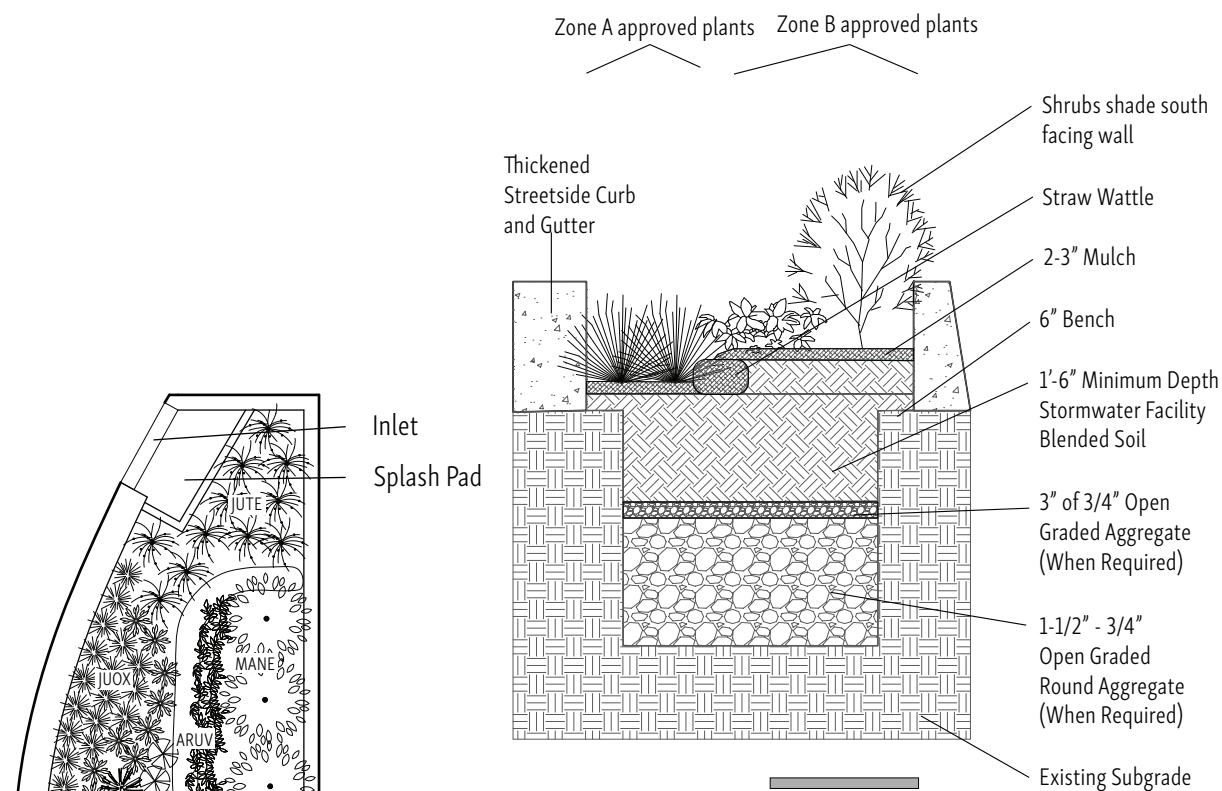 Zone A approved plants
Zone B approved plants
Shrubs shade south
facing wall
Thickened
Streetside Curb
and Gutter
Straw Wattle
2-3” Mulch
6” Bench
1’-6” Minimum Depth
Stormwater Facility
Blended Soil
Inlet
Splash Pad
JUTE
3” of 3/4” Open
Graded Aggregate
(When Required)
1-1/2” - 3/4”
Open Graded
Round Aggregate
(When Required)
MANE
JUOX
ARUV
Existing Subgrade